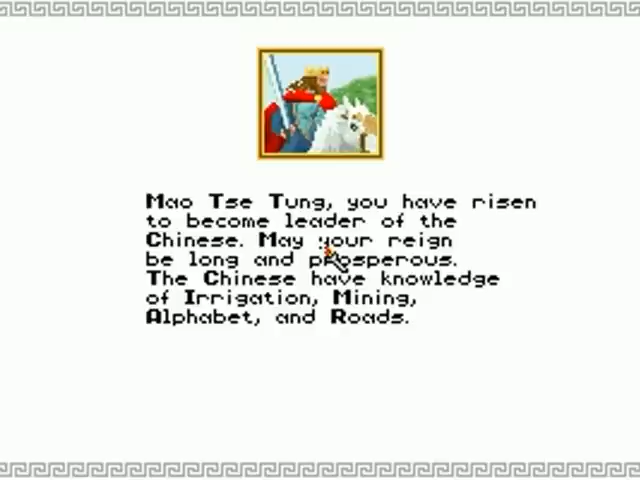 Mao Tse Tung, you have risen
to become leader of the
Chinese. May your reign
be long and prosperous.
The Chinese have knowledge
of Irrigation, Mining,
Alphabet, and Roads.